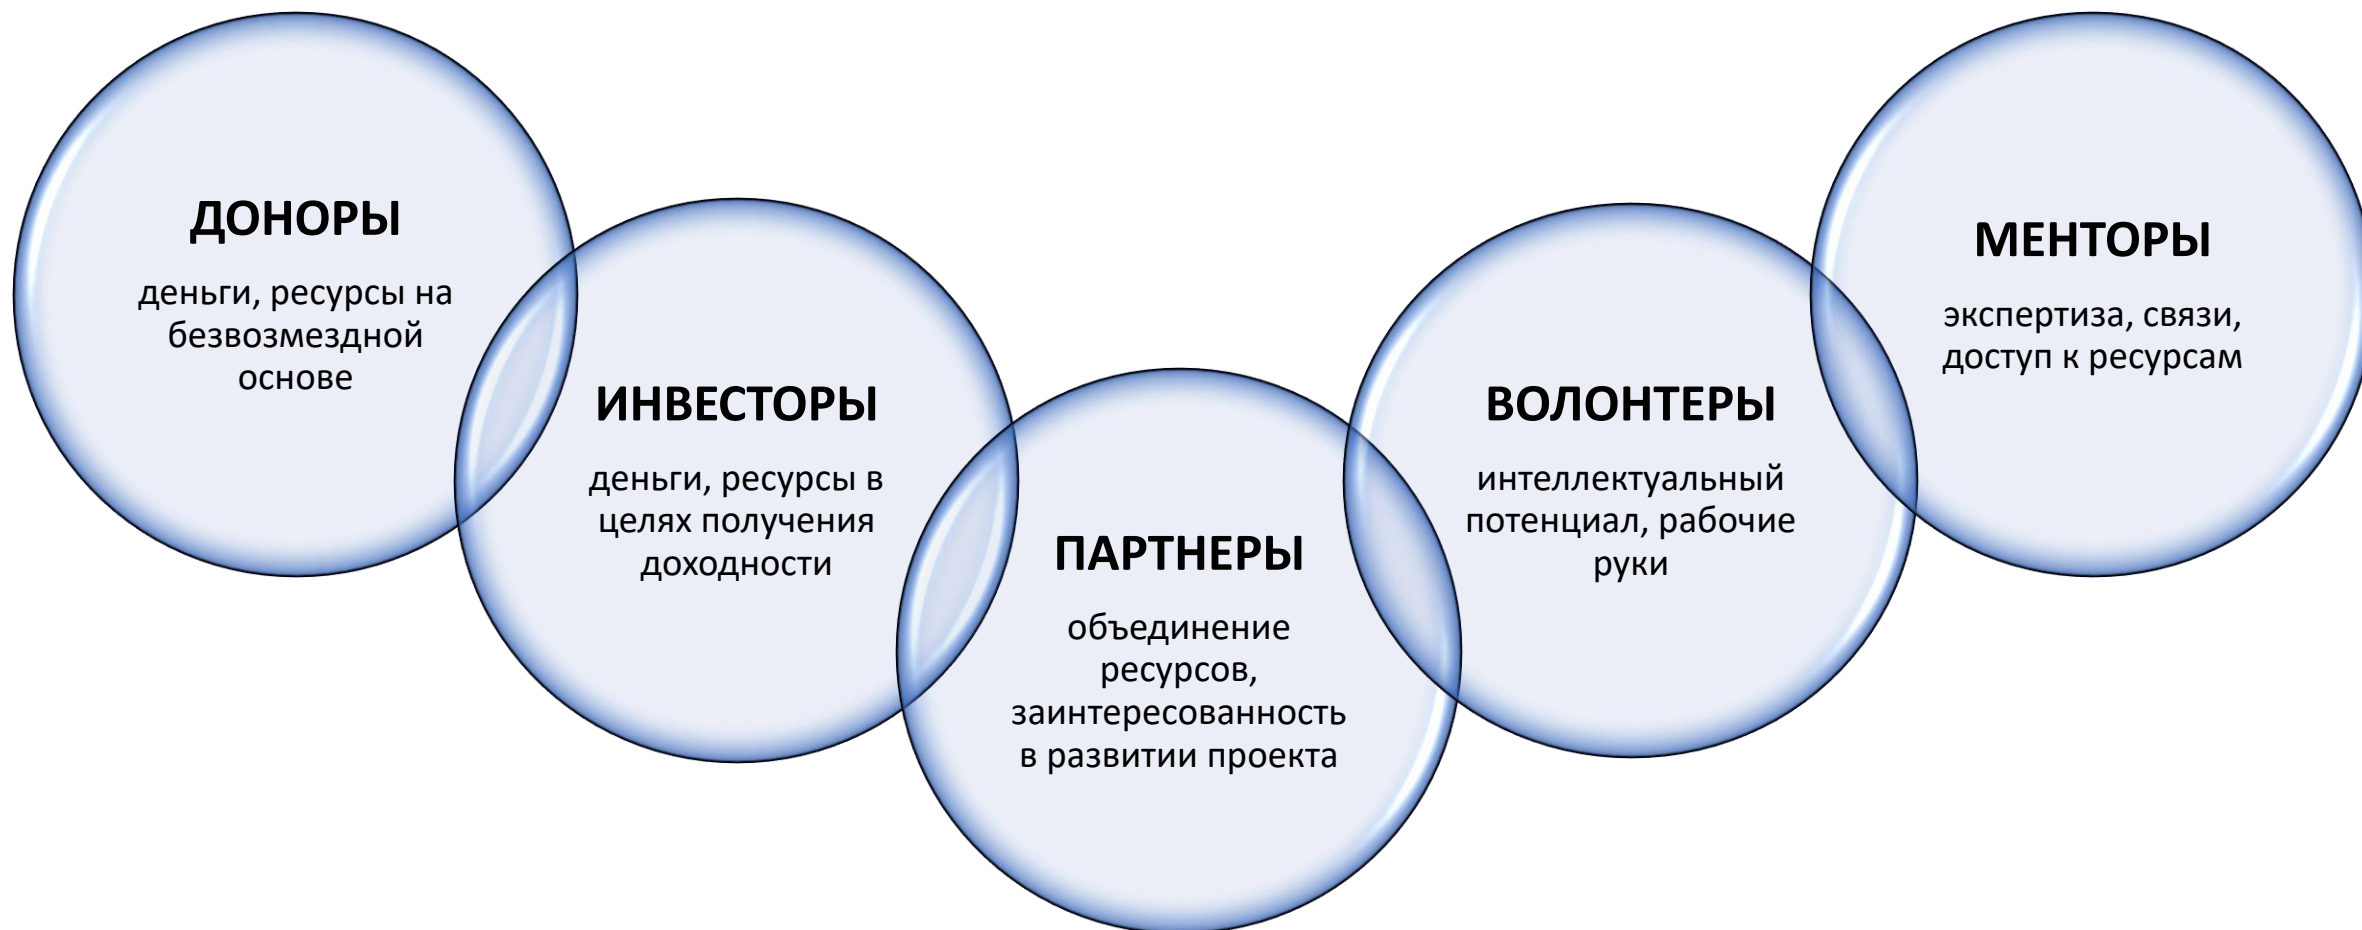 ДОНОРЫ
деньги, ресурсы на
безвозмездной
основе
ИНВЕСТОРЫ
деньги, ресурсы в
целях получения
доходности
ПАРТНЕРЫ
объединение
ресурсов,
заинтересованность
в развитии проекта
ВОЛОНТЕРЫ
интеллектуальный
потенциал, рабочие
руки
МЕНТОРЫ
экспертиза, связи,
доступ к ресурсам